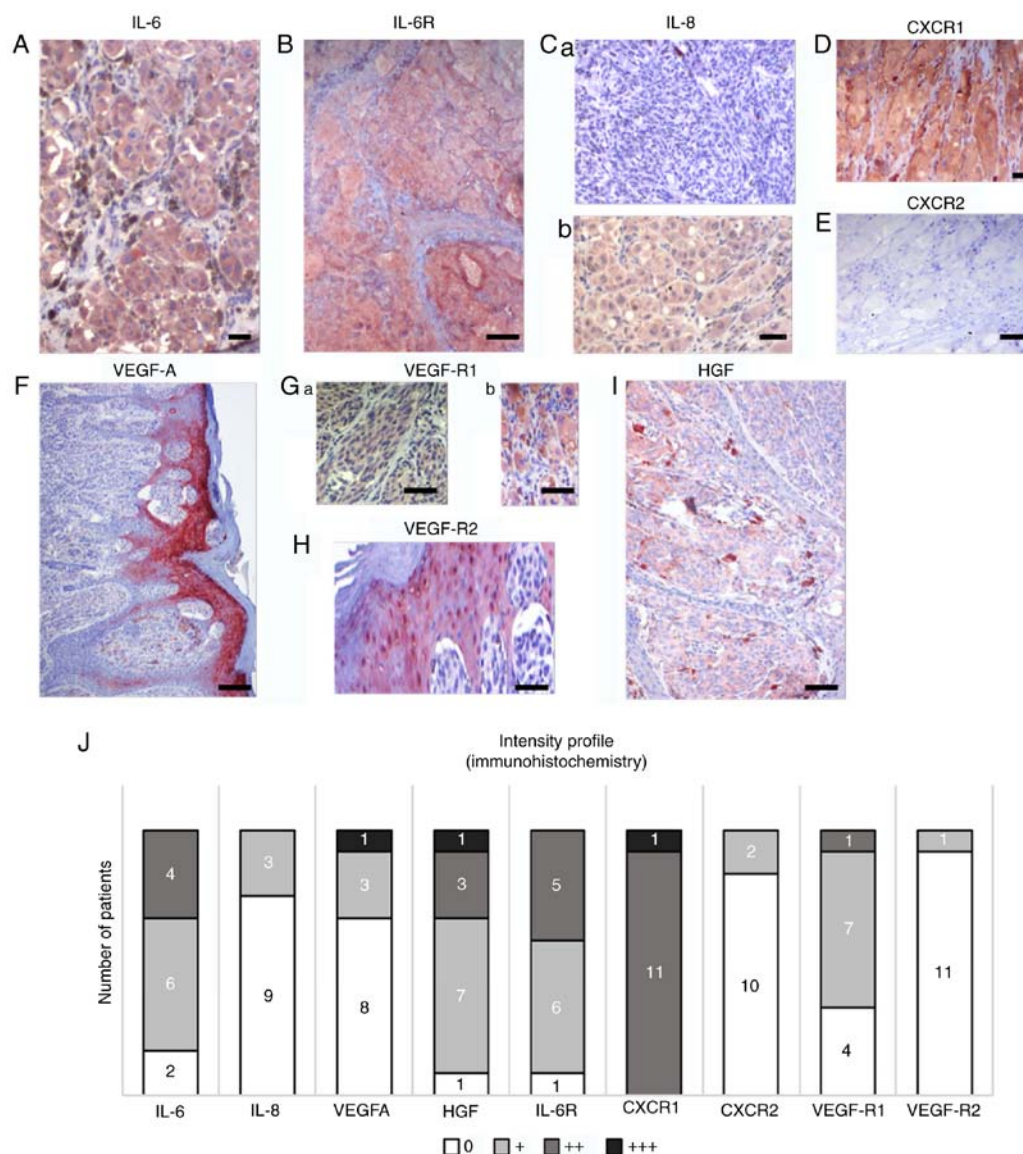 IL-6
IL-6R
IL-8
CXCR1
A
B
C a
D
CXCR2
b
E
VEGF-A
VEGF-R1
HGF
F
G a
b
I
VEGF-R2
H
J
Intensity profile
(immunohistochemistry)
Number of patients
4
6
2
3
9
1
3
8
1
3
7
1
5
6
1
1
11
2
10
1
7
4
1
11
IL-6 IL-8 VEGFA HGF IL-6R CXCR1 CXCR2 VEGF-R1 VEGF-R2
0 + ++ +++